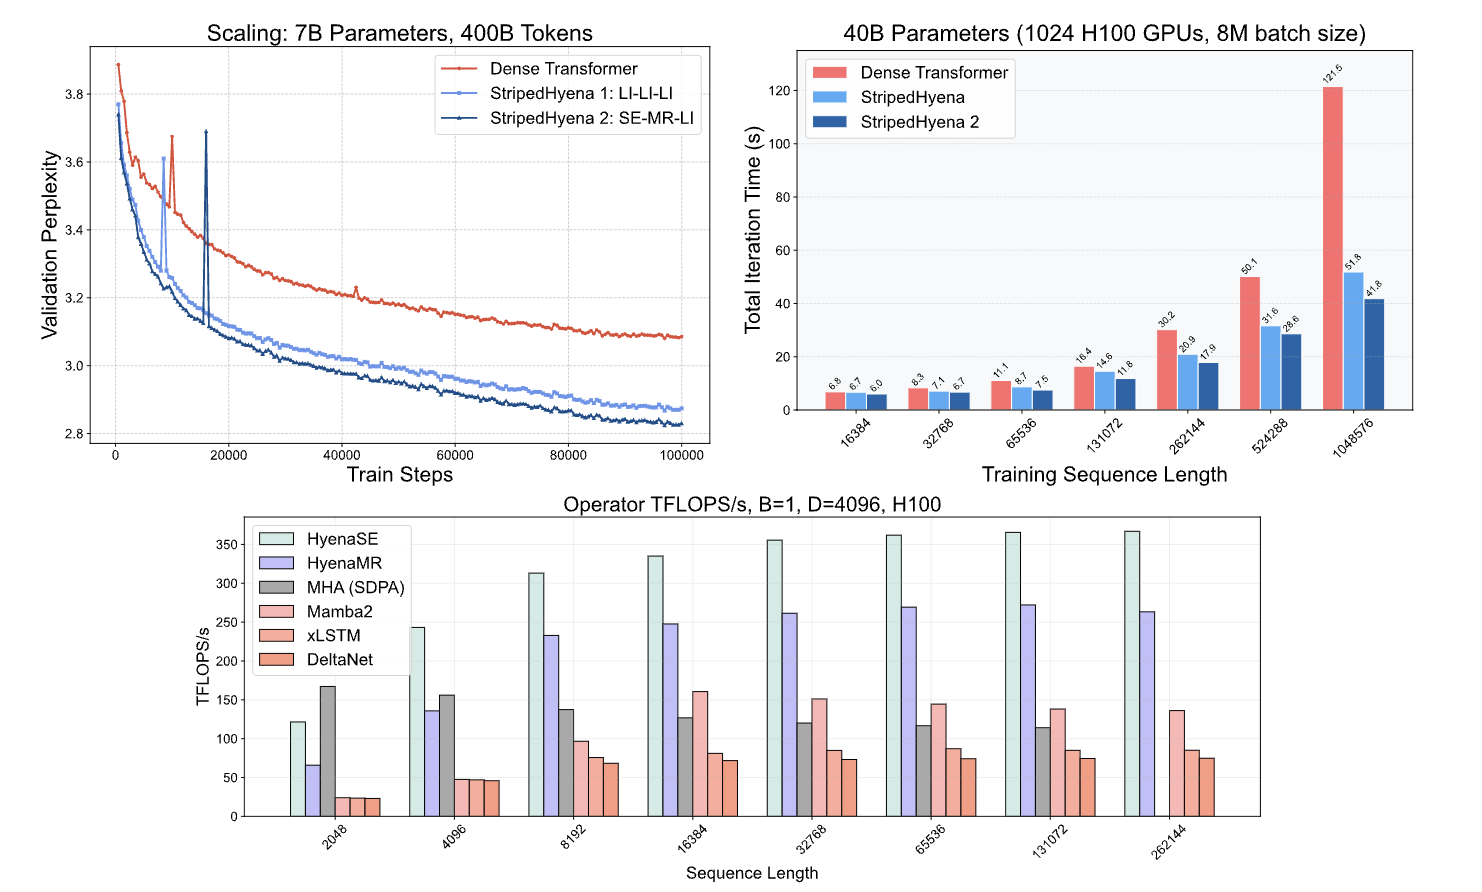 Scaling: 7B Parameters, 400B Tokens
Dense Transformer
StripedHyena 1: LI-LI-LI
StripedHyena 2: SE-MR-LI
Validation Perplexity
3.8
3.6
3.4
3.2
3.0
2.8
0 20000 40000 60000 80000 100000
Train Steps
40B Parameters (1024 H100 GPUs, 8M batch size)
Dense Transformer
StripedHyena
StripedHyena 2
Total Iteration Time (s)
120
100
80
60
40
20
0
6.8 6.7 6.0 8.3 7.1 6.7 11.1 8.7 7.5 16.4 14.6 11.8 30.2 20.9 17.9 50.1 31.6 28.6 121.5 51.8 41.8
16384 32768 65536 131072 262144 524288 1048576
Training Sequence Length
Operator TFLOPS/s, B=1, D=4096, H100
HyenaSE
HyenaMR
MHA (SDPA)
Mamba2
xLSTM
DeltaNet
TFLOPS/s
350
300
250
200
150
100
50
0
2048 4096 8192 16384 32768 65536 131072 262144
Sequence Length